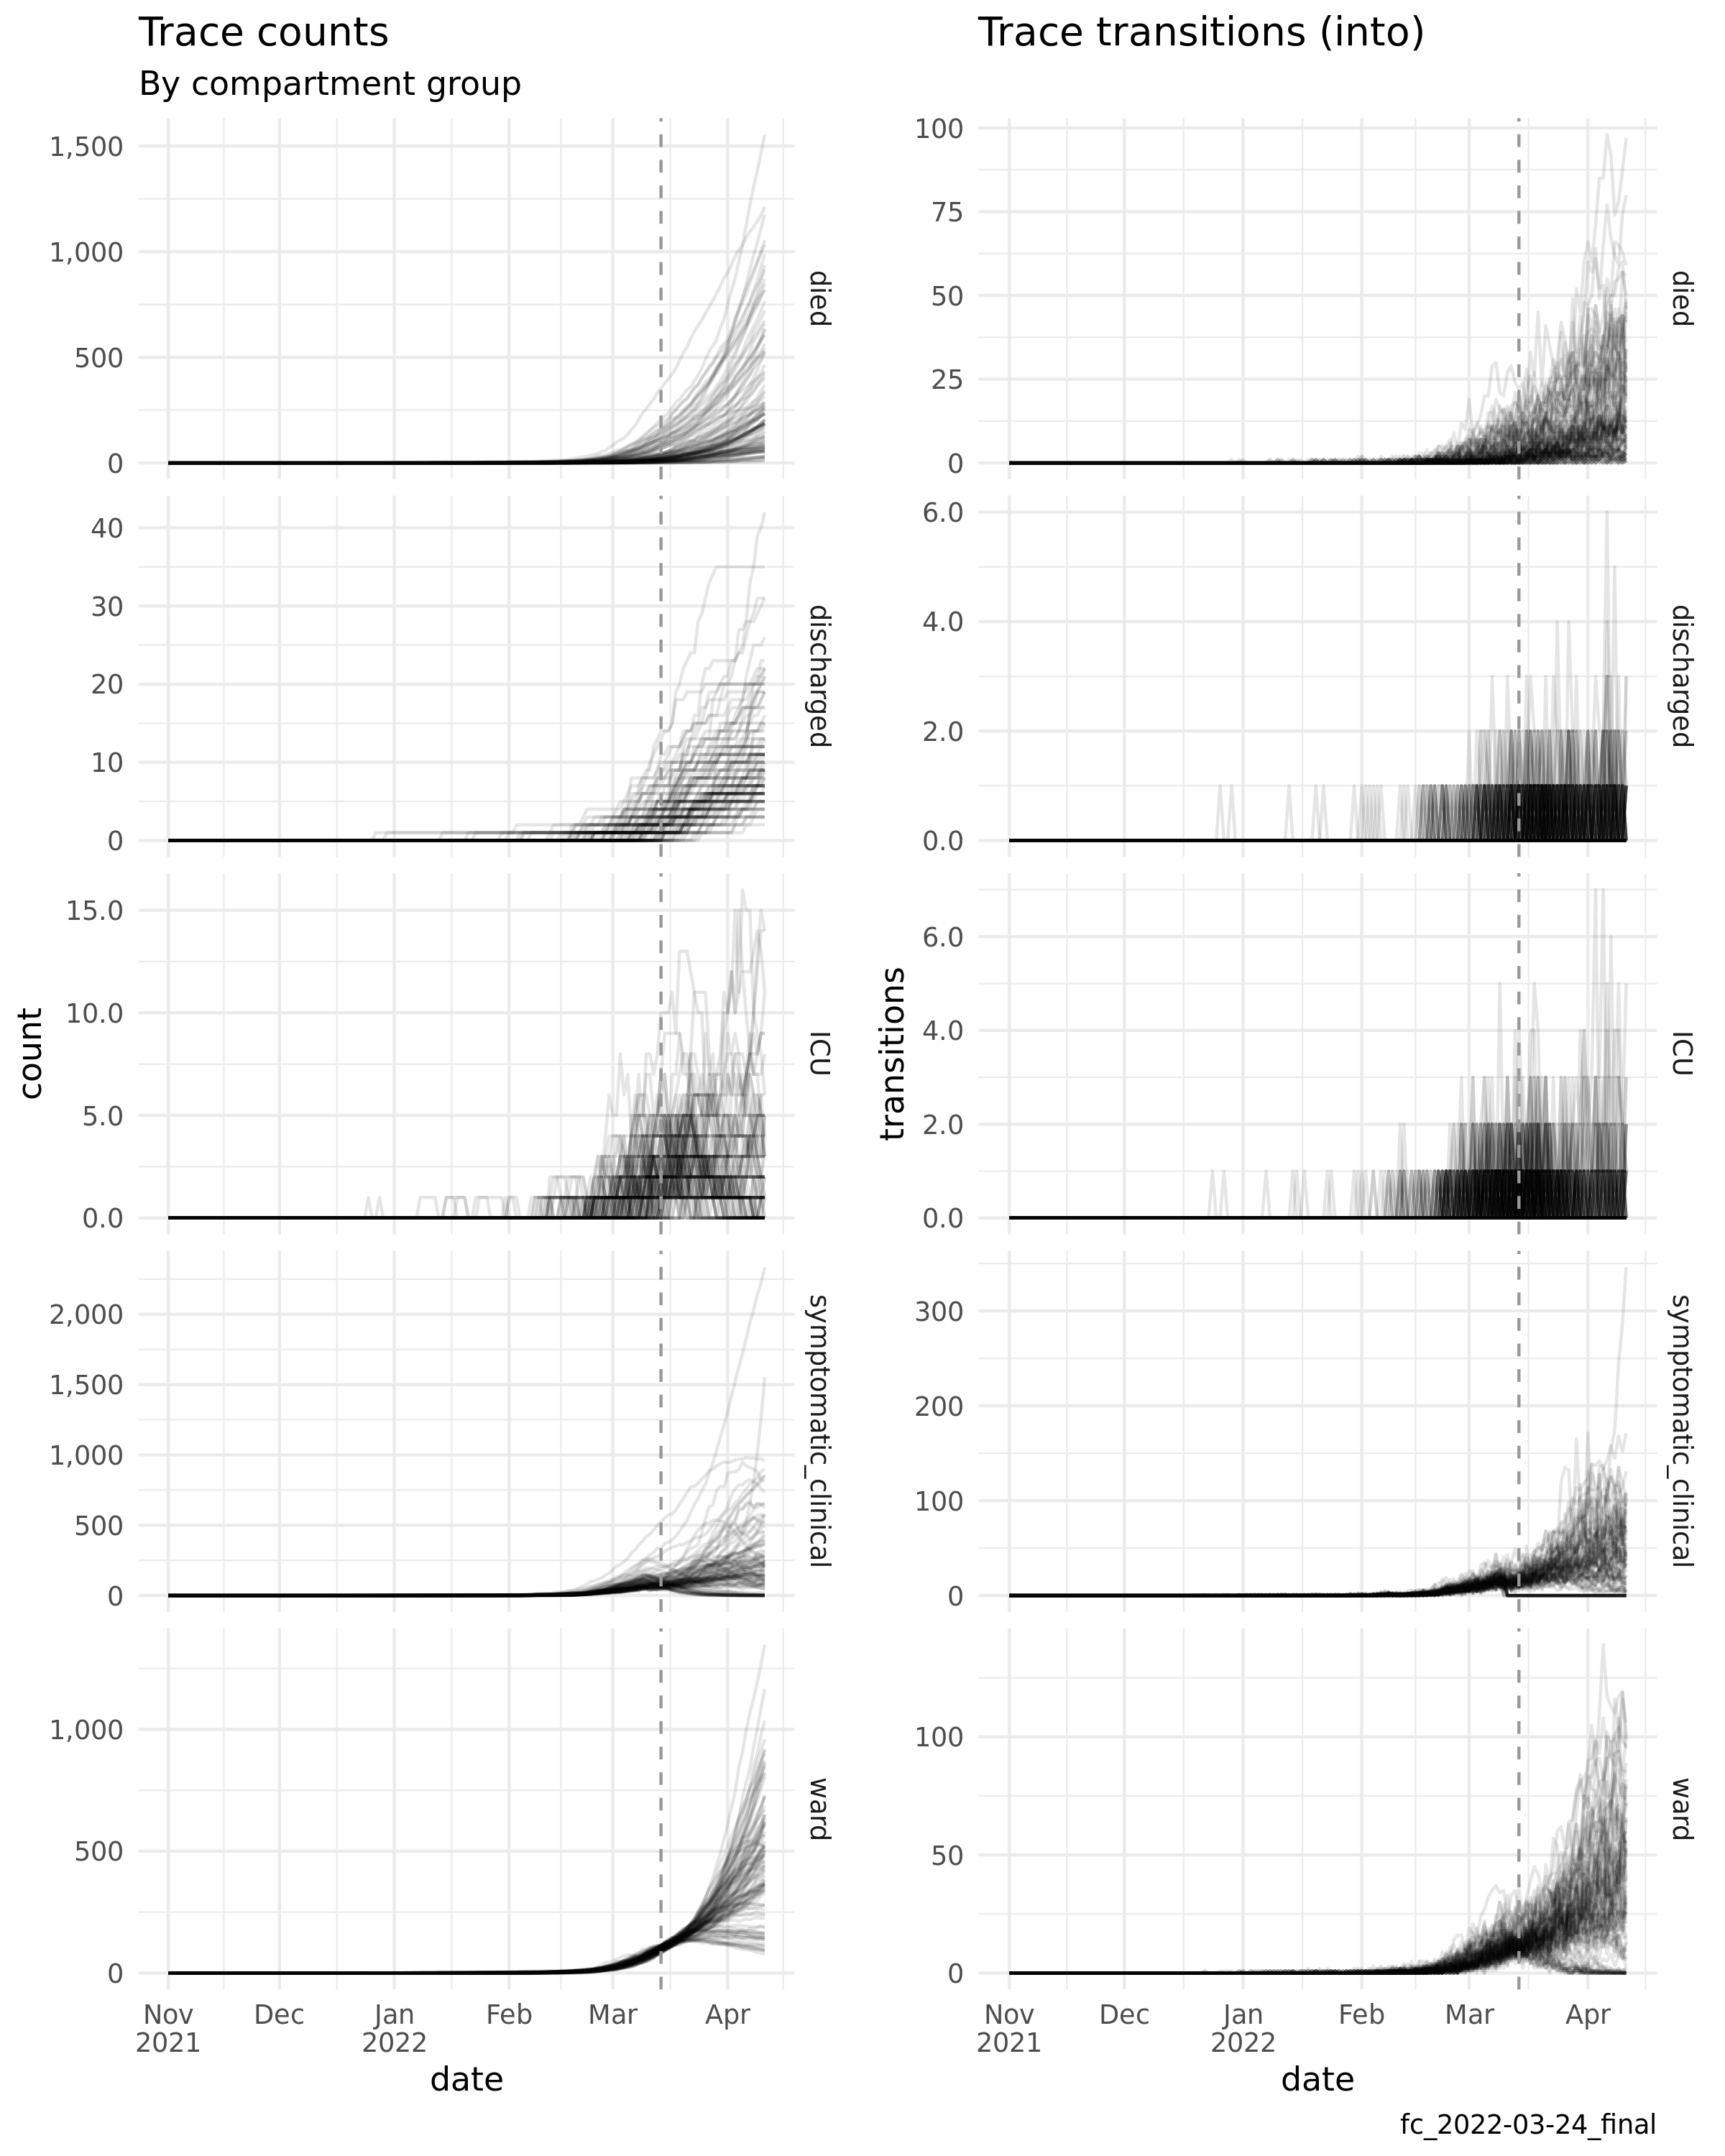 Trace counts
By compartment group
1,500
1,000
500
0
died
40
30
20
10
0
discharged
15.0
10.0
5.0
0.0
ICU
2,000
1,500
1,000
500
0
symptomatic_clinical
1,000
500
0
ward
count
Nov 2021
Dec
Jan 2022
Feb
Mar
Apr
date
Trace transitions (into)
100
75
50
25
0
died
6.0
4.0
2.0
0.0
discharged
6.0
4.0
2.0
0.0
ICU
300
200
100
0
symptomatic_clinical
100
50
0
ward
transitions
Nov 2021
Dec
Jan 2022
Feb
Mar
Apr
date
fc_2022-03-24_final